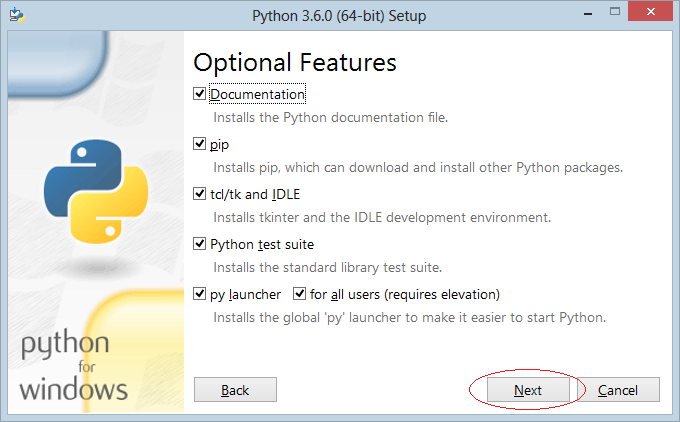 Python 3.6.0 (64-bit) Setup
Optional Features
Documentation
Installs the Python documentation file.
pip
Installs pip, which can download and install other Python packages.
tcl/tk and IDLE
Installs tkinter and the IDLE development environment.
Python test suite
Installs the standard library test suite.
py launcher for all users (requires elevation)
Installs the global 'py' launcher to make it easier to start Python.
python
for
windows
Back Next Cancel